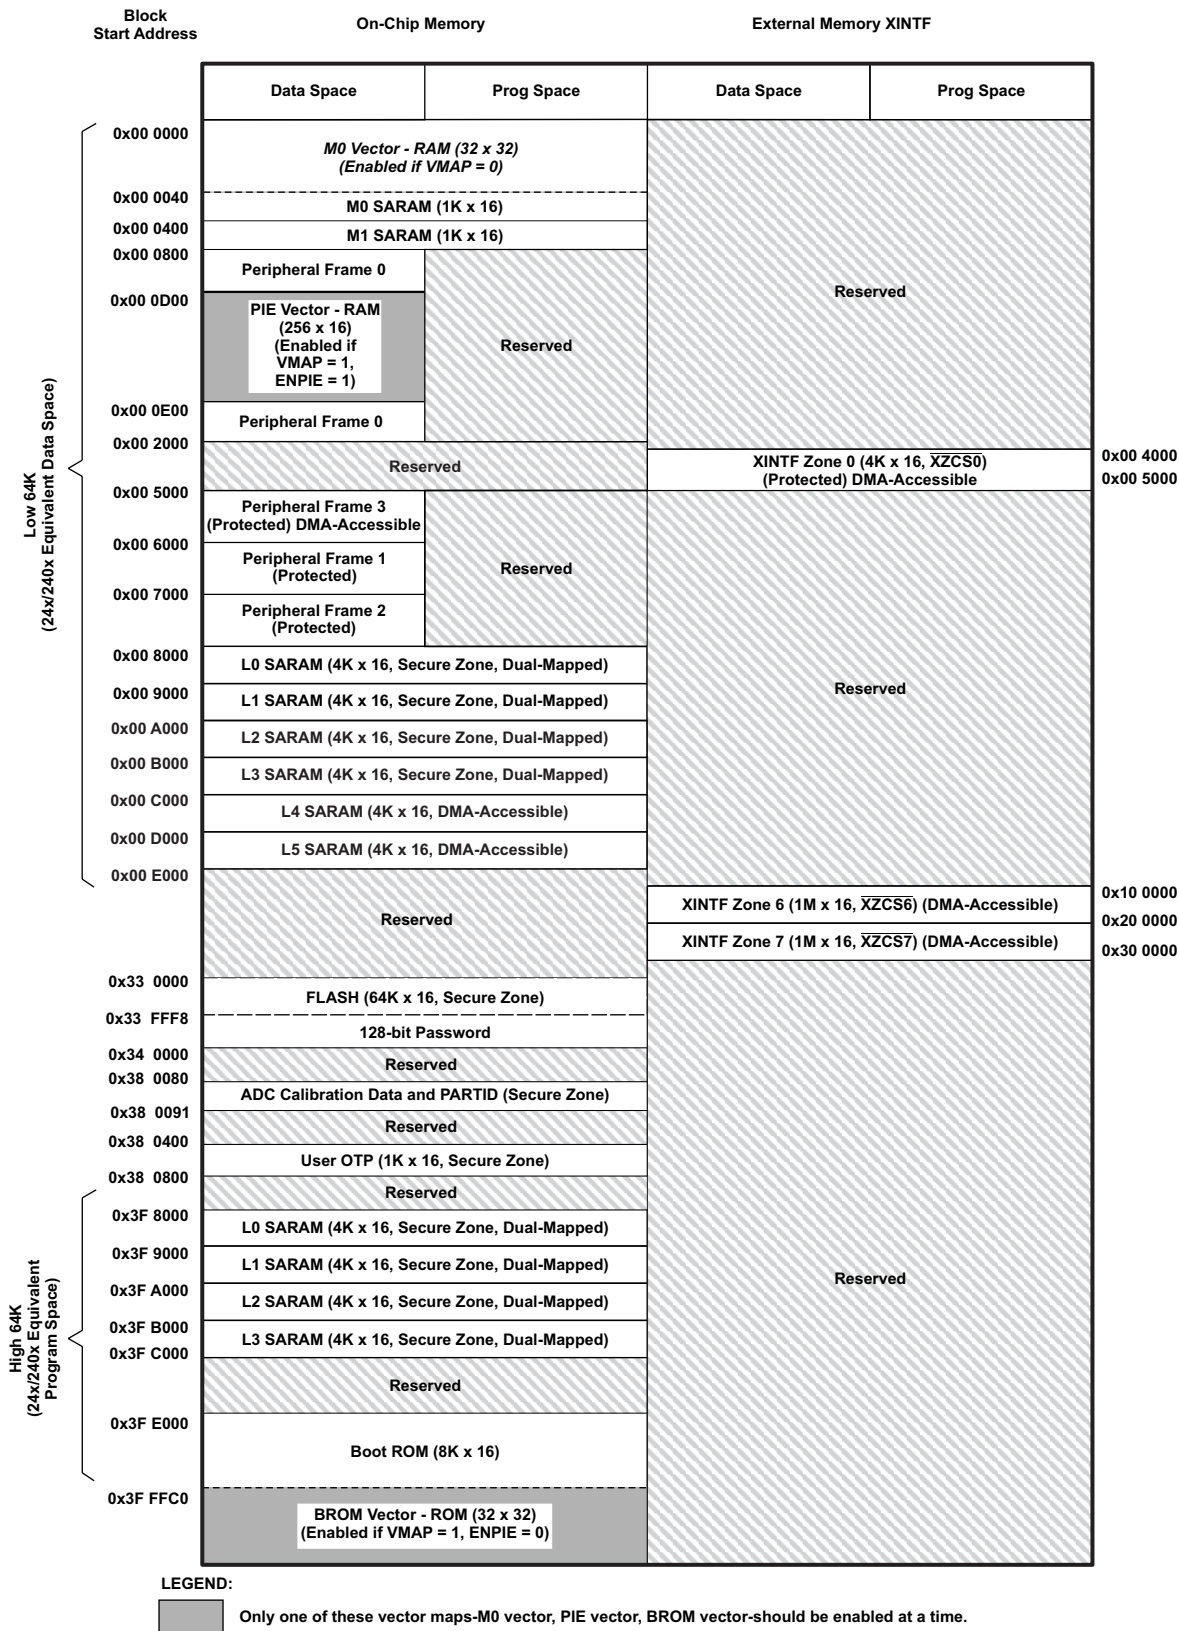 Block
Start Address
On-Chip Memory
External Memory XINTF
Data Space
Prog Space
Data Space
Prog Space
0x00 0000
M0 Vector - RAM (32 x 32)
(Enabled if VMAP = 0)
0x00 0040
M0 SARAM (1K x 16)
0x00 0400
M1 SARAM (1K x 16)
0x00 0800
Peripheral Frame 0
0x00 0D00
PIE Vector - RAM
(256 x 16)
(Enabled if
VMAP = 1,
ENPIE = 1)
Reserved
Reserved
0x00 0E00
Peripheral Frame 0
0x00 2000
Reserved
XINTF Zone 0 (4K x 16, XZCS0)
(Protected) DMA-Accessible
0x00 4000
0x00 5000
0x00 5000
Peripheral Frame 3
(Protected) DMA-Accessible
0x00 6000
Peripheral Frame 1
(Protected)
Reserved
0x00 7000
Peripheral Frame 2
(Protected)
Low 64K
(24x/240x Equivalent Data Space)
0x00 8000
L0 SARAM (4K x 16, Secure Zone, Dual-Mapped)
0x00 9000
L1 SARAM (4K x 16, Secure Zone, Dual-Mapped)
Reserved
0x00 A000
L2 SARAM (4K x 16, Secure Zone, Dual-Mapped)
0x00 B000
L3 SARAM (4K x 16, Secure Zone, Dual-Mapped)
0x00 C000
L4 SARAM (4K x 16, DMA-Accessible)
0x00 D000
L5 SARAM (4K x 16, DMA-Accessible)
0x00 E000
Reserved
XINTF Zone 6 (1M x 16, XZCS6) (DMA-Accessible)
0x10 0000
0x20 0000
XINTF Zone 7 (1M x 16, XZCS7) (DMA-Accessible)
0x30 0000
0x33 0000
FLASH (64K x 16, Secure Zone)
0x33 FFF8
128-bit Password
0x34 0000
Reserved
0x38 0080
ADC Calibration Data and PARTID (Secure Zone)
0x38 0091
Reserved
0x38 0400
User OTP (1K x 16, Secure Zone)
0x38 0800
Reserved
0x3F 8000
L0 SARAM (4K x 16, Secure Zone, Dual-Mapped)
0x3F 9000
L1 SARAM (4K x 16, Secure Zone, Dual-Mapped)
Reserved
0x3F A000
L2 SARAM (4K x 16, Secure Zone, Dual-Mapped)
0x3F B000
L3 SARAM (4K x 16, Secure Zone, Dual-Mapped)
0x3F C000
Reserved
High 64K
(24x/240x Equivalent
Program Space)
0x3F E000
Boot ROM (8K x 16)
0x3F FFC0
BROM Vector - ROM (32 x 32)
(Enabled if VMAP = 1, ENPIE = 0)
LEGEND:
Only one of these vector maps-M0 vector, PIE vector, BROM vector-should be enabled at a time.